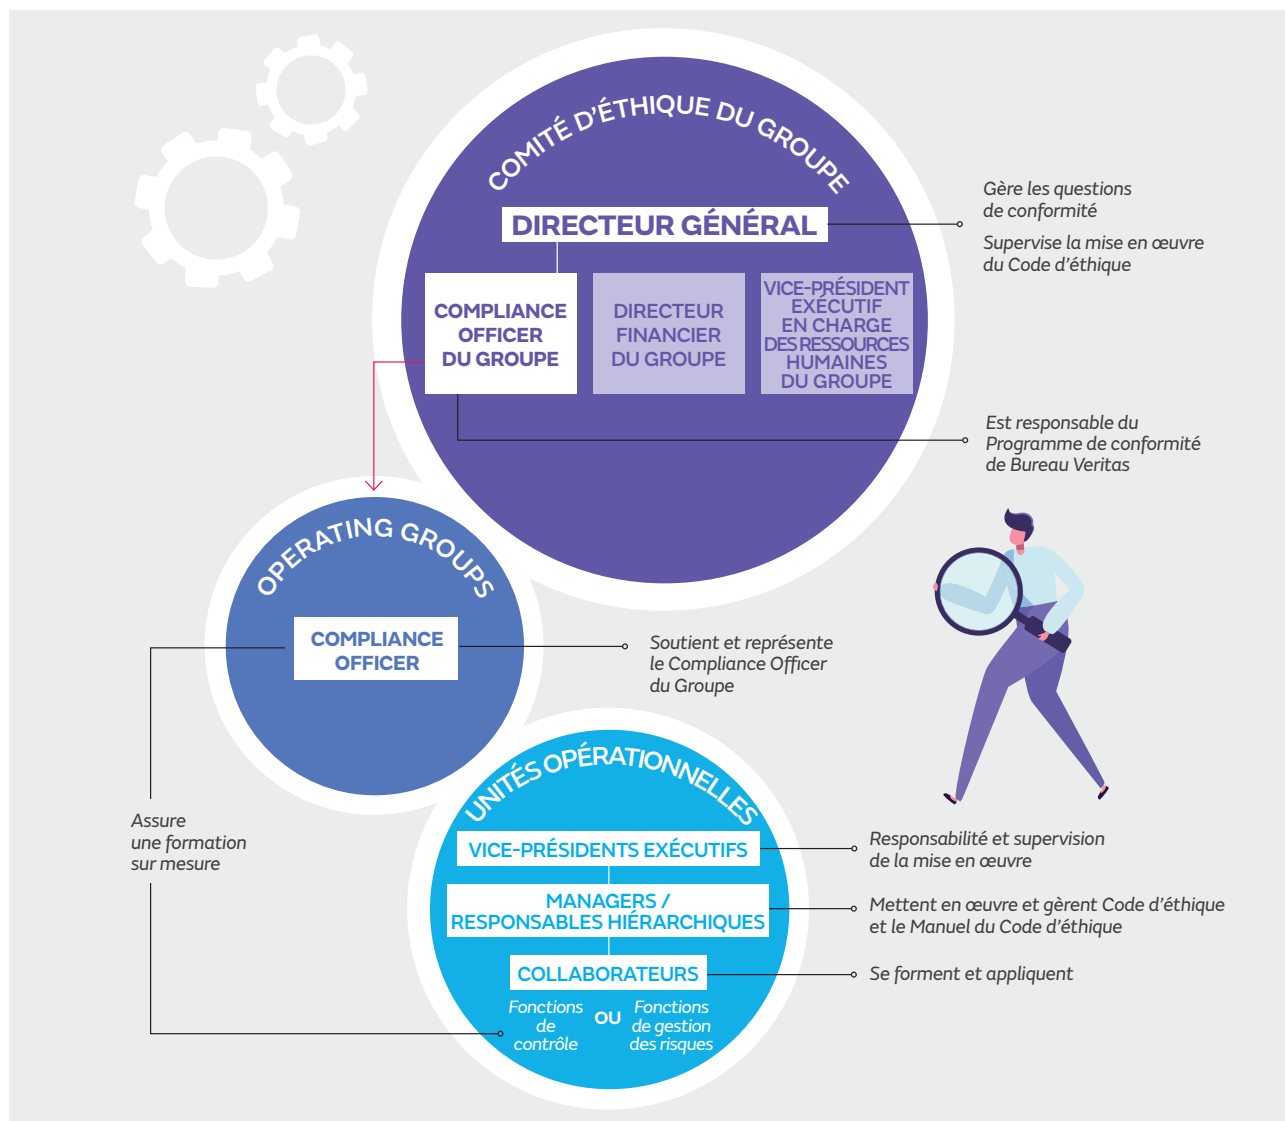 COMITÉ D'ÉTHIQUE DU GROUPE
DIRECTEUR GÉNÉRAL
Gère les questions
de conformité
Supervise la mise en œuvre
du Code d'éthique
COMPLIANCE
OFFICER
DU GROUPE
DIRECTEUR
FINANCIER
DU GROUPE
VICE-PRÉSIDENT
EXÉCUTIF
EN CHARGE
DES RESSOURCES
HUMAINES
DU GROUPE
Est responsable du
Programme de conformité
de Bureau Veritas
OPERATING GROUPS
COMPLIANCE
OFFICER
Soutient et représente
le Compliance Officer
du Groupe
Assure
une formation
sur mesure
UNITÉS OPÉRATIONNELLES
VICE-PRÉSIDENTS EXÉCUTIFS
Responsabilité et supervision
de la mise en œuvre
MANAGERS /
RESPONSABLES HIÉRARCHIQUES
Mettent en œuvre et gèrent Code d'éthique
et le Manuel du Code d'éthique
COLLABORATEURS
Se forment et appliquent
Fonctions
de
contrôle
OU
Fonctions
de gestion
des risques